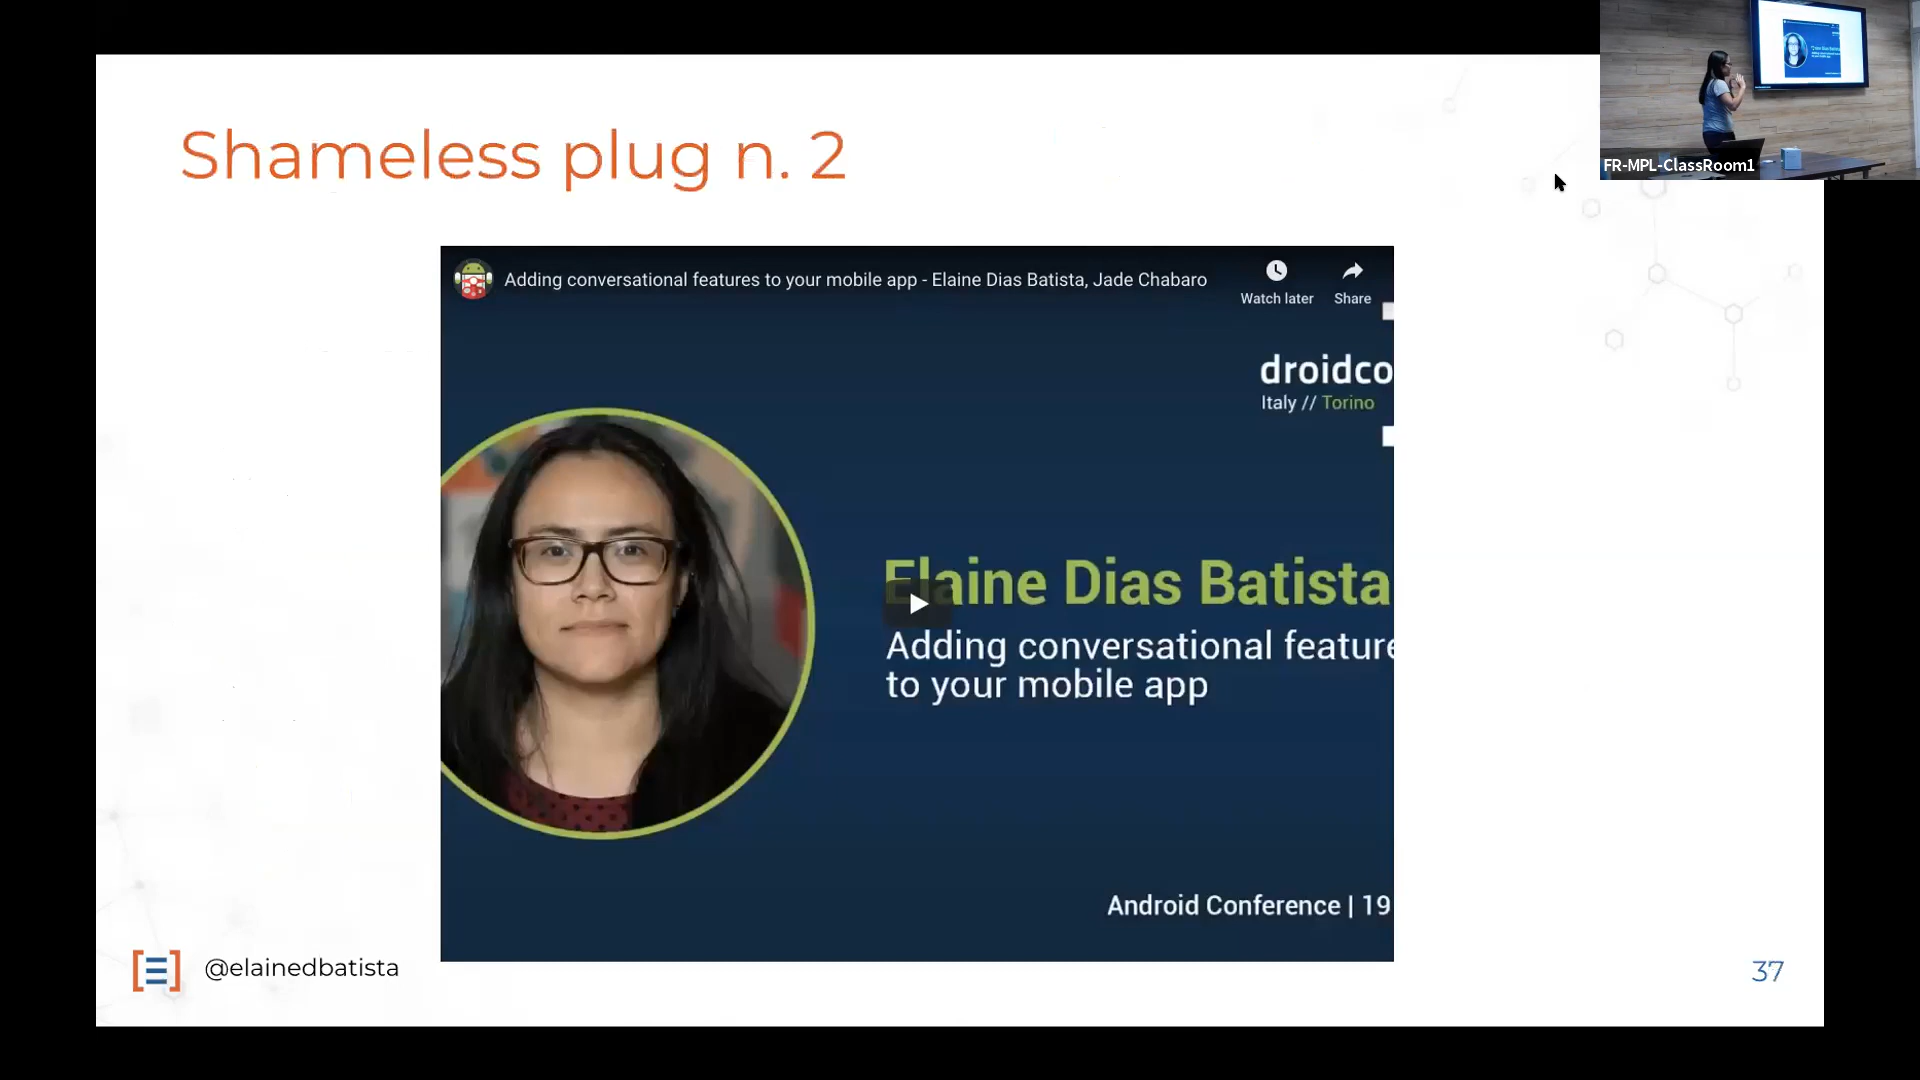 Shameless plug n. 2
FR-MPL-ClassRoom1
Adding conversational features to your mobile app - Elaine Dias Batista, Jade Chabaro
Watch later
Share
droidco
Italy // Torino
Elaine Dias Batista
Adding conversational feature
to your mobile app
Android Conference | 19
@elainedbatista
37